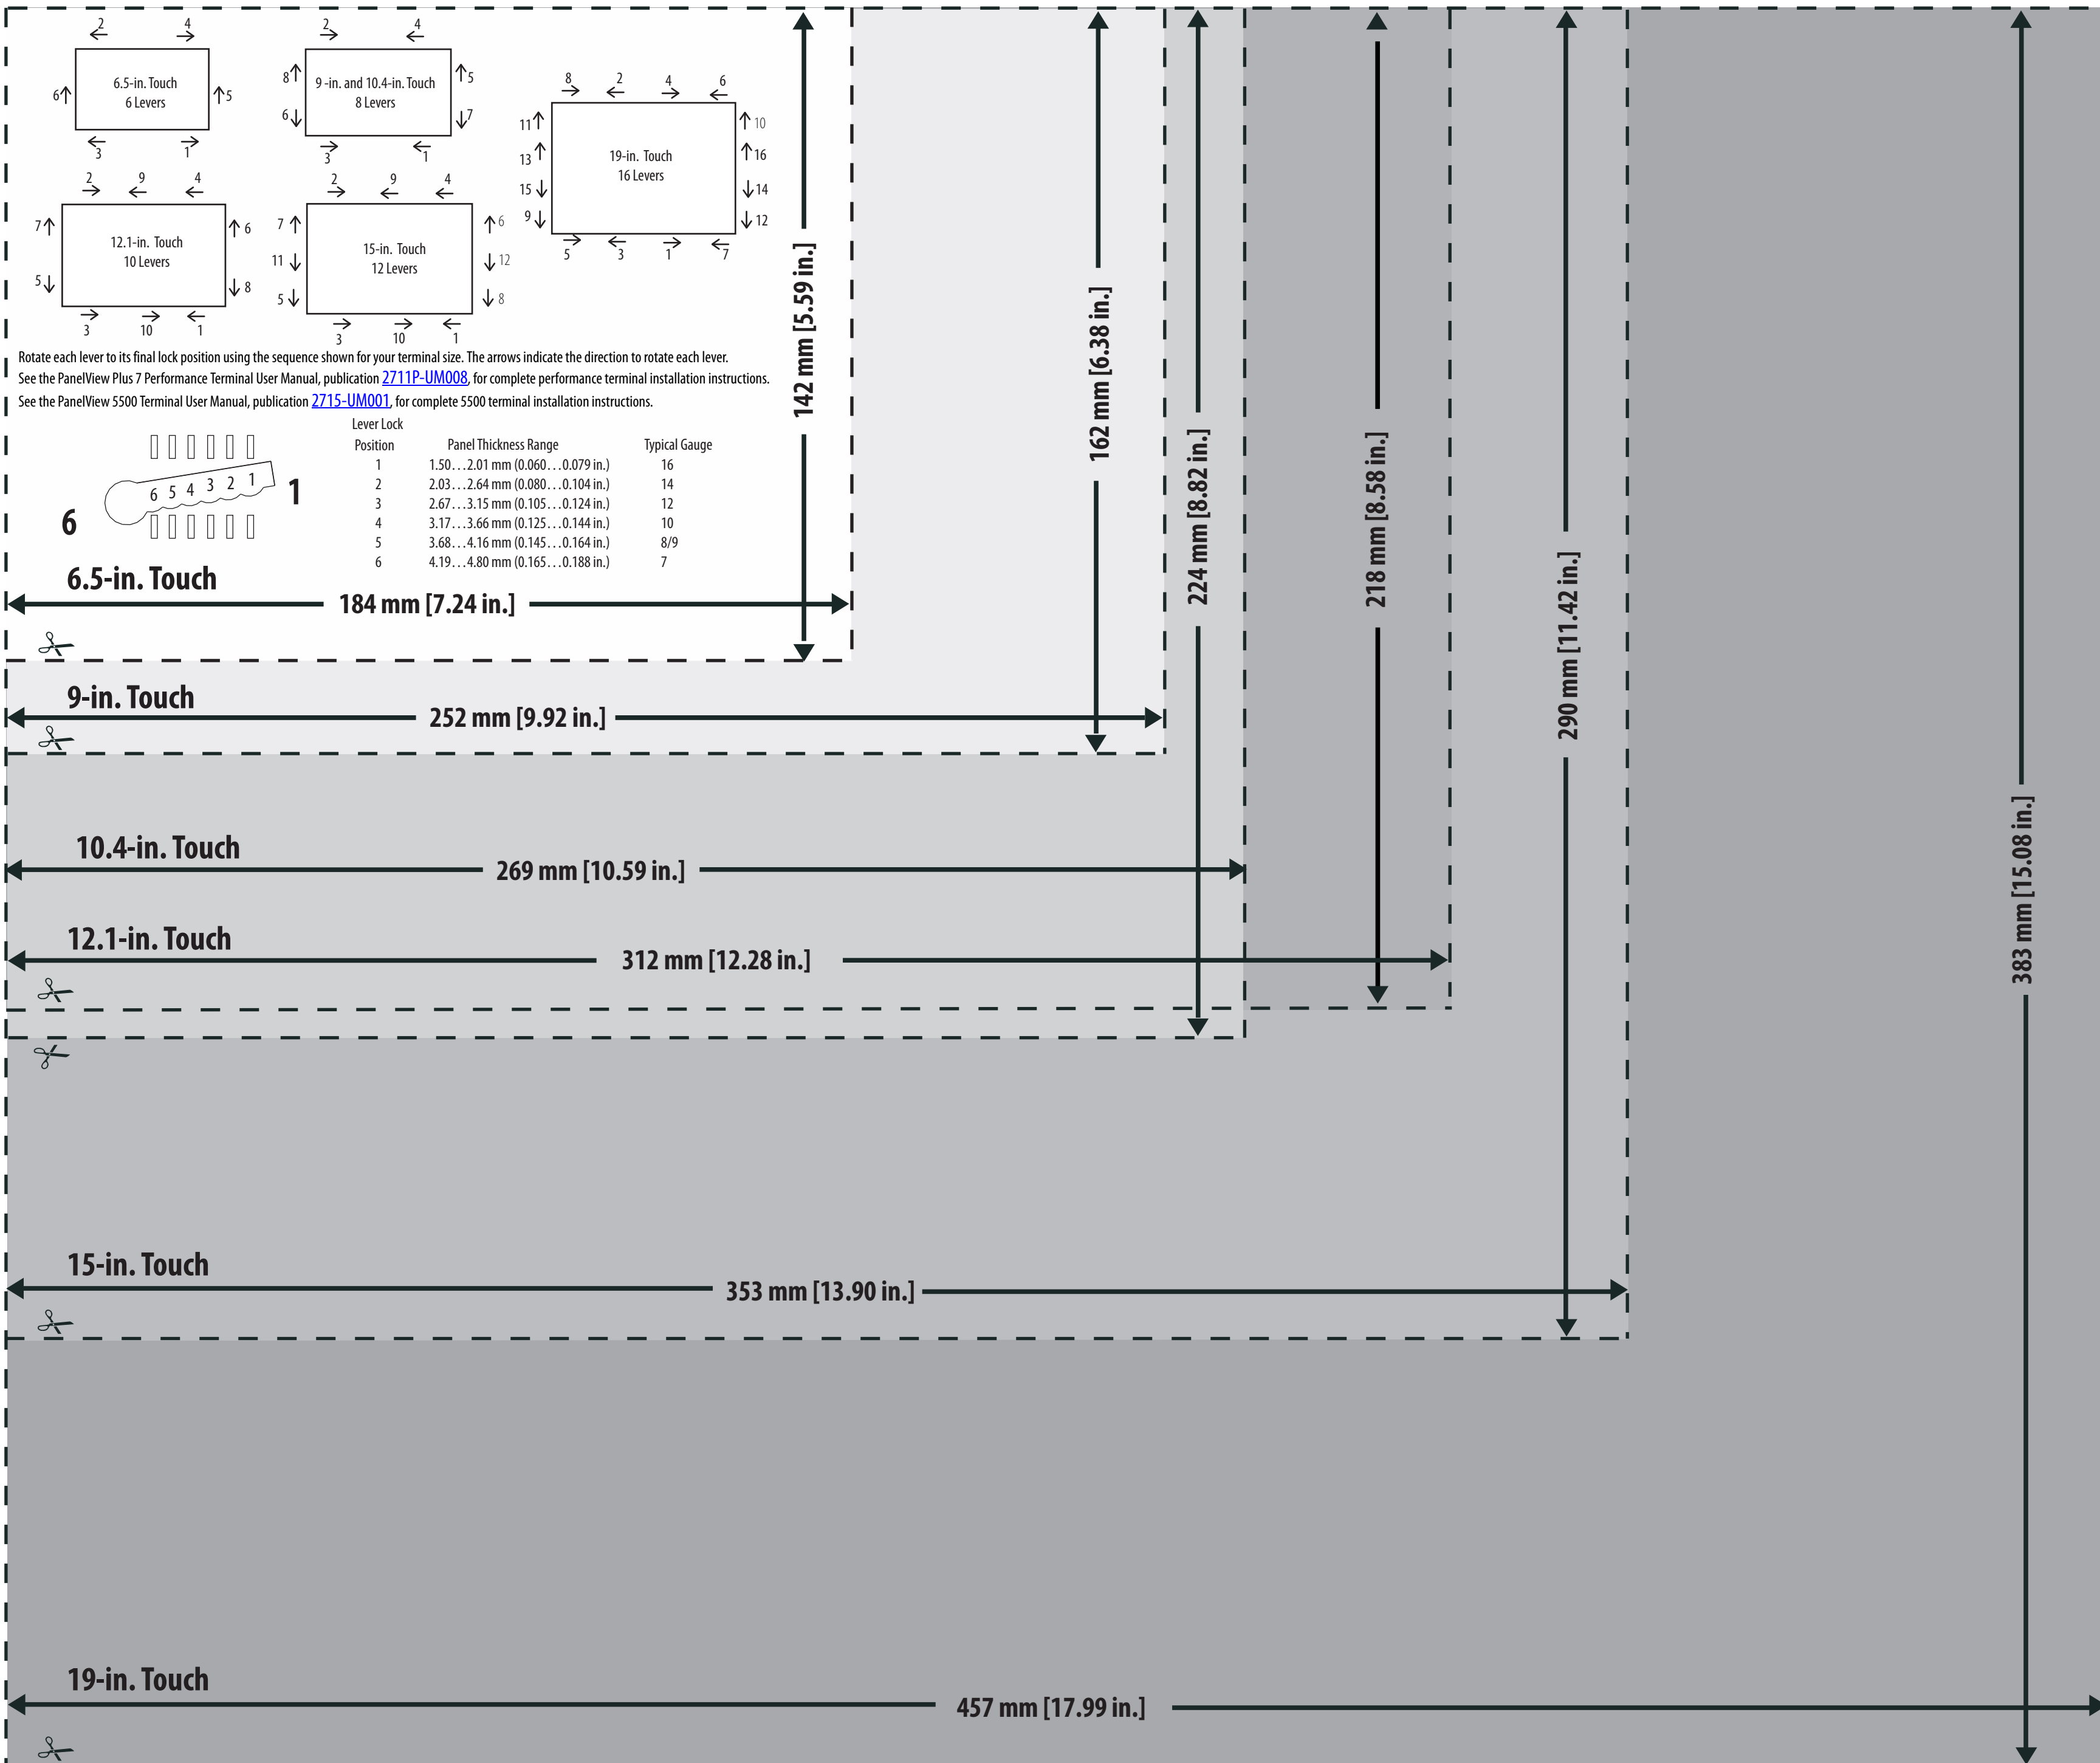 2 4
6.5-in. Touch
6 Levers
6 5
3 1
2 4
8 5
9 -in. and 10.4-in. Touch
8 Levers
6 7
3 1
8 2 4 6
11 10
13 16
19-in. Touch
16 Levers
15 14
9 12
5 3 1 7
2 9 4
7 6
12.1-in. Touch
10 Levers
5 8
3 10 1
2 9 4
7 6
15-in. Touch
12 Levers
11 12
5 8
3 10 1
Rotate each lever to its final lock position using the sequence shown for your terminal size. The arrows indicate the direction to rotate each lever.
See the PanelView Plus 7 Performance Terminal User Manual, publication 2711P-UM008, for complete performance terminal installation instructions.
See the PanelView 5500 Terminal User Manual, publication 2715-UM001, for complete 5500 terminal installation instructions.
6 5 4 3 2 1
1
6
Lever Lock
Position Panel Thickness Range Typical Gauge
1 1.50…2.01 mm (0.060…0.079 in.) 16
2 2.03…2.64 mm (0.080…0.104 in.) 14
3 2.67…3.15 mm (0.105…0.124 in.) 12
4 3.17…3.66 mm (0.125…0.144 in.) 10
5 3.68…4.16 mm (0.145…0.164 in.) 8/9
6 4.19…4.80 mm (0.165…0.188 in.) 7
6.5-in. Touch
184 mm [7.24 in.]
142 mm [5.59 in.]
9-in. Touch
252 mm [9.92 in.]
162 mm [6.38 in.]
10.4-in. Touch
269 mm [10.59 in.]
224 mm [8.82 in.]
12.1-in. Touch
312 mm [12.28 in.]
218 mm [8.58 in.]
15-in. Touch
353 mm [13.90 in.]
290 mm [11.42 in.]
19-in. Touch
457 mm [17.99 in.]
383 mm [15.08 in.]